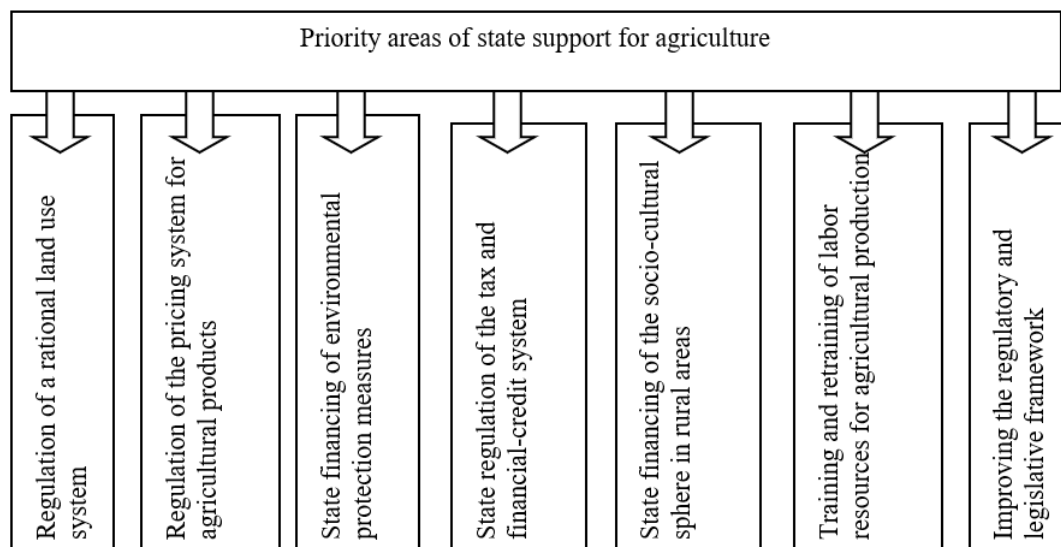 Priority areas of state support for agriculture
Regulation of a rational land use
system
Regulation of the pricing system for
agricultural products
State financing of environmental
protection measures
State regulation of the tax and
financial-credit system
State financing of the socio-cultural
sphere in rural areas
Training and retraining of labor
resources for agricultural production
Improving the regulatory and
legislative framework